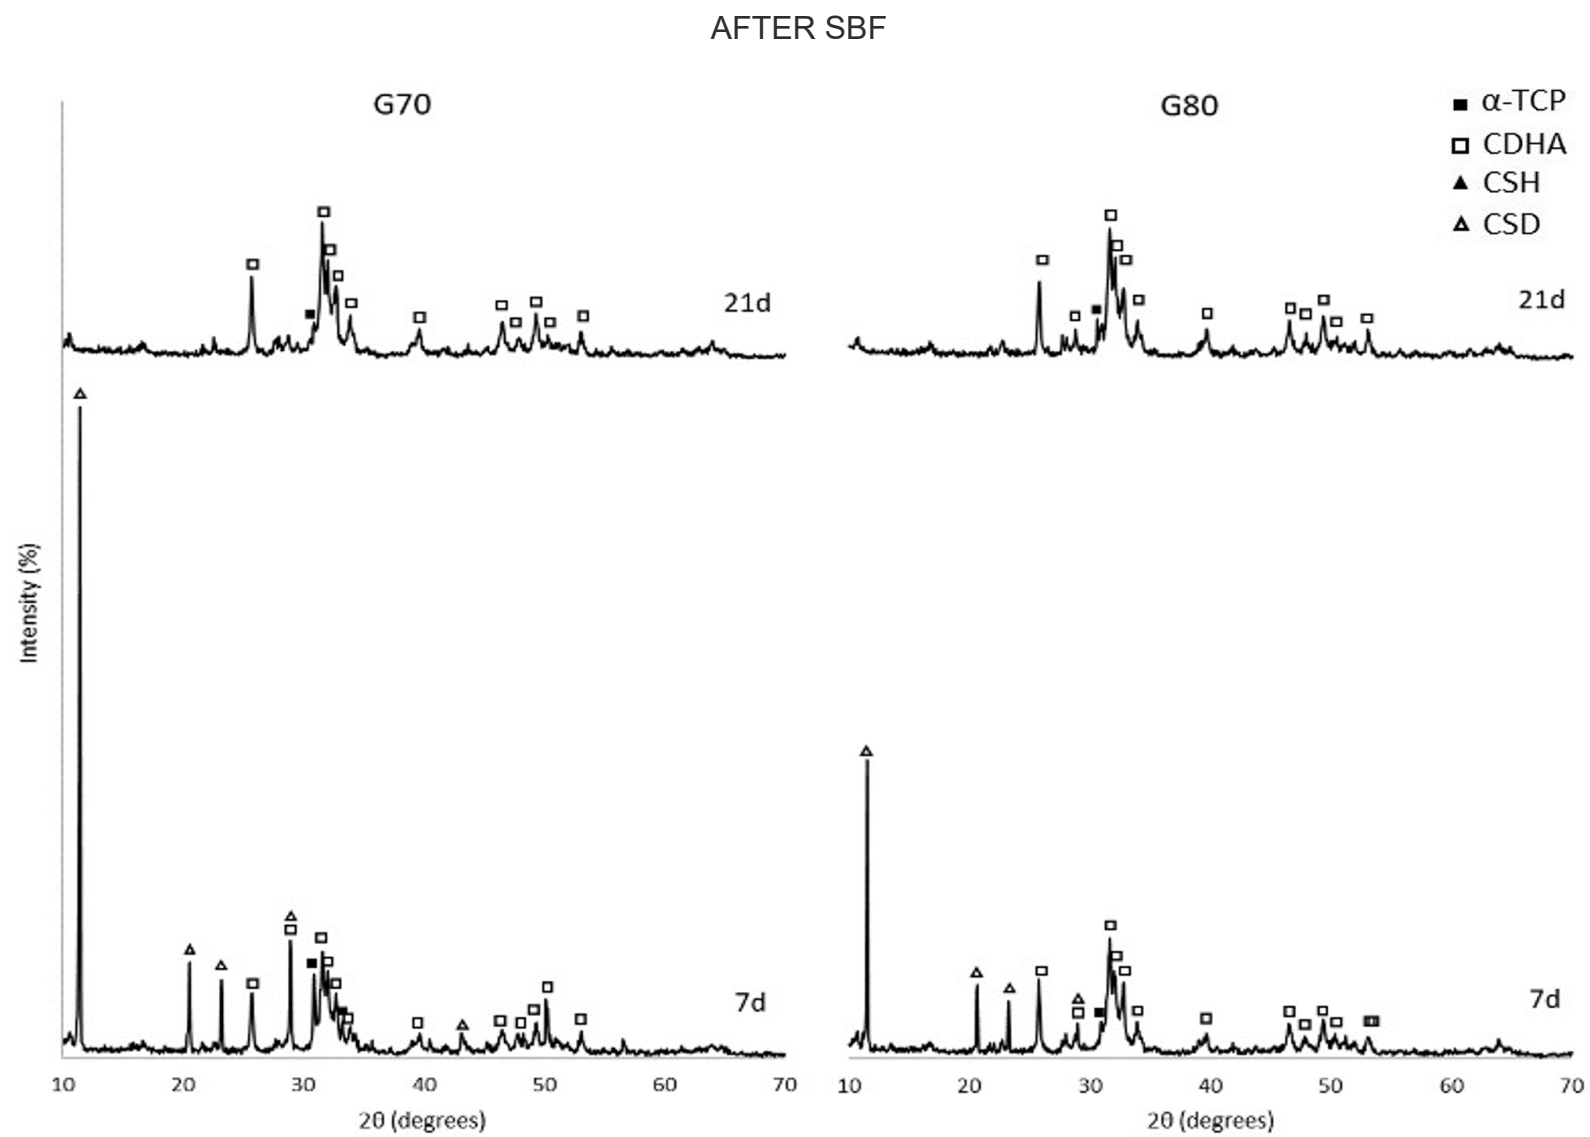 AFTER SBF
G70
G80
■ α-TCP
□ CDHA
▲ CSH
△ CSD
21d
21d
Intensity (%)
7d
7d
10 20 30 40 50 60 70
10 20 30 40 50 60 70
2θ (degrees)
2θ (degrees)